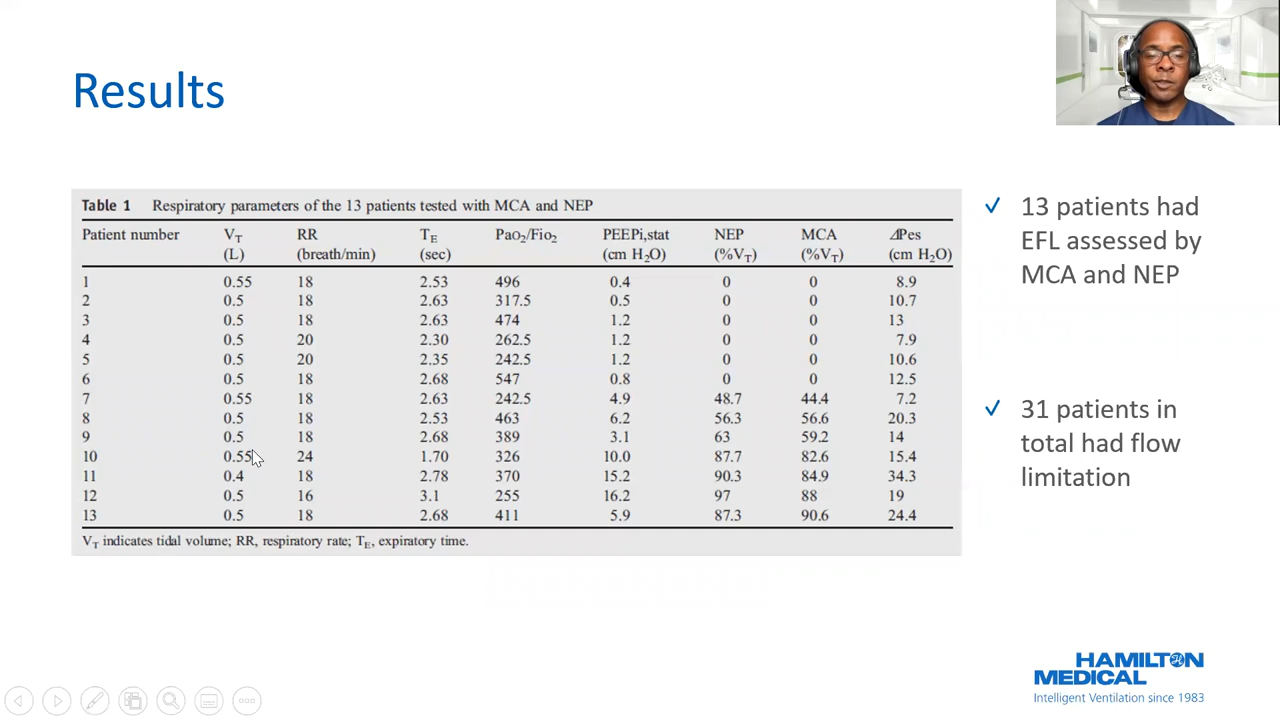 Results
Table 1 Respiratory parameters of the 13 patients tested with MCA and NEP
Patient number VT RR TE PaO2/FiO2 PEEPi,stat NEP MCA ΔPes
(L) (breath/min) (sec) (cm H2O) (%VT) (%VT) (cm H2O)
1 0.55 18 2.53 496 0.4 0 0 8.9
2 0.5 18 2.63 317.5 0.5 0 0 10.7
3 0.5 18 2.63 474 1.2 0 0 13
4 0.5 20 2.30 262.5 1.2 0 0 7.9
5 0.5 20 2.35 242.5 1.2 0 0 10.6
6 0.5 18 2.68 547 0.8 0 0 12.5
7 0.55 18 2.63 242.5 4.9 48.7 44.4 7.2
8 0.5 18 2.53 463 6.2 56.3 56.6 20.3
9 0.5 18 2.68 389 3.1 63 59.2 14
10 0.55 24 1.70 326 10.0 87.7 82.6 15.4
11 0.4 18 2.78 370 15.2 90.3 84.9 34.3
12 0.5 16 3.1 255 16.2 97 88 19
13 0.5 18 2.68 411 5.9 87.3 90.6 24.4
VT indicates tidal volume; RR, respiratory rate; TE, expiratory time.
✓ 13 patients had
EFL assessed by
MCA and NEP
✓ 31 patients in
total had flow
limitation
HAMILTON
MEDICAL
Intelligent Ventilation since 1983